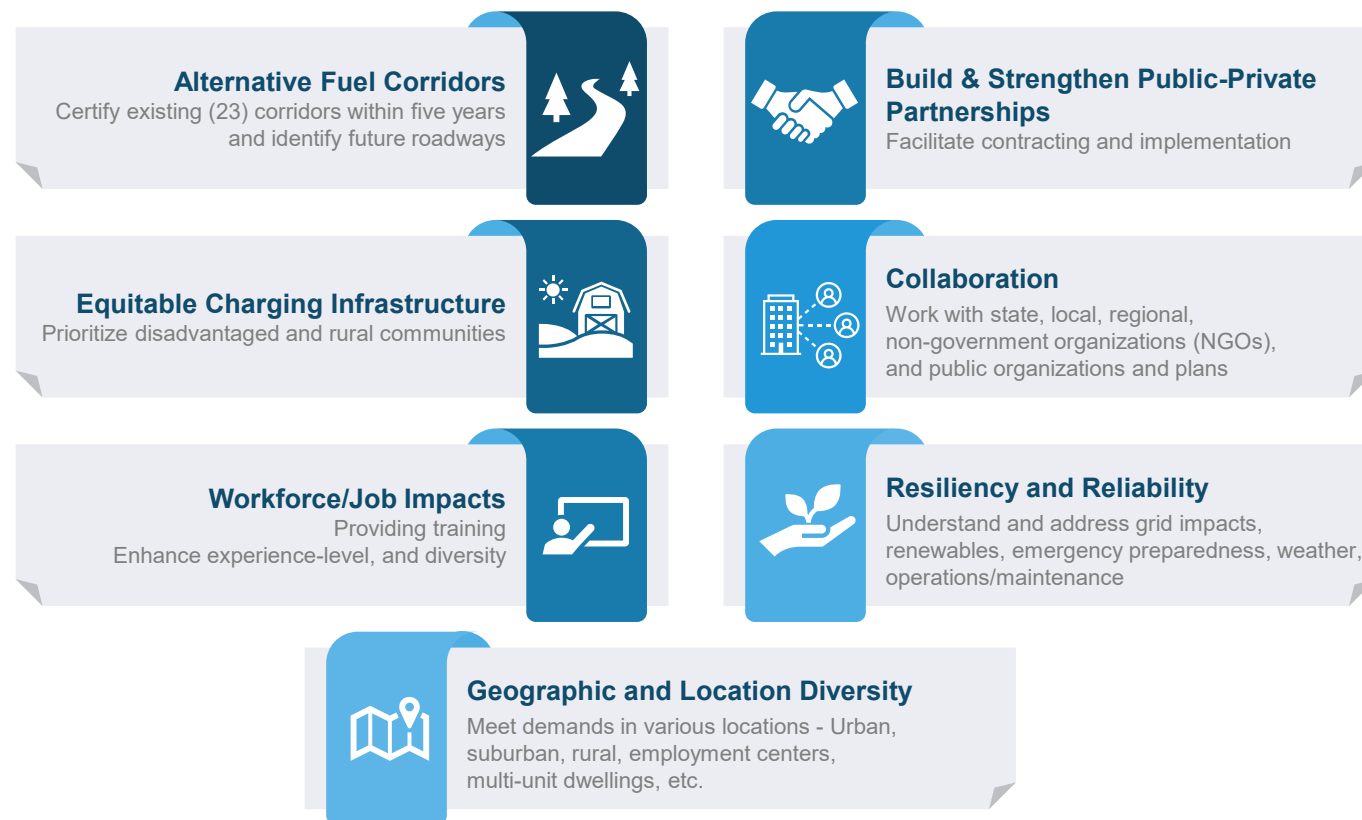 Alternative Fuel Corridors
Certify existing (23) corridors within five years
and identify future roadways
Build & Strengthen Public-Private
Partnerships
Facilitate contracting and implementation
Equitable Charging Infrastructure
Prioritize disadvantaged and rural communities
Collaboration
Work with state, local, regional,
non-government organizations (NGOs),
and public organizations and plans
Workforce/Job Impacts
Providing training
Enhance experience-level, and diversity
Resiliency and Reliability
Understand and address grid impacts,
renewables, emergency preparedness, weather,
operations/maintenance
Geographic and Location Diversity
Meet demands in various locations - Urban,
suburban, rural, employment centers,
multi-unit dwellings, etc.